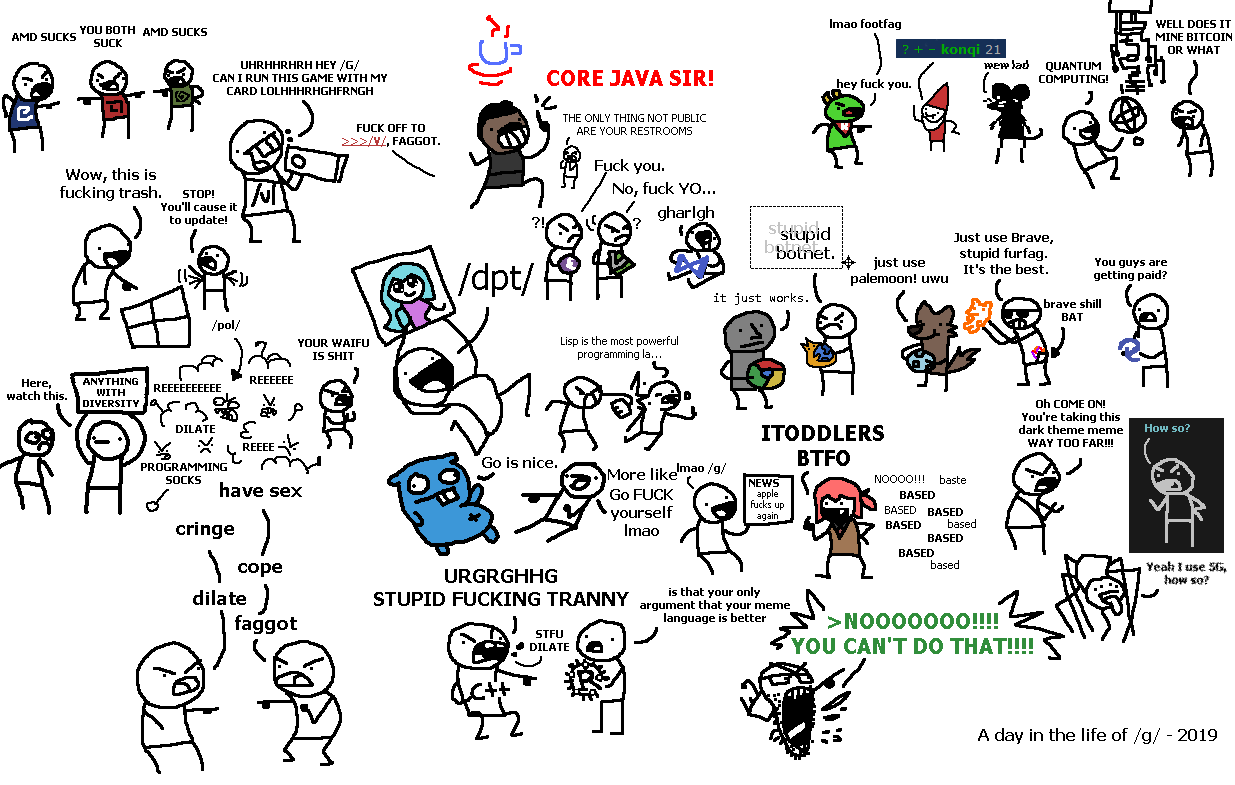 AMD SUCKS
YOU BOTH
SUCK
AMD SUCKS
UHRHHRHRH HEY /G/
CAN I RUN THIS GAME WITH MY
CARD LOLHHHRHGHFRNGH
/v/
FUCK OFF TO
>>>/v/, FAGGOT.
CORE JAVA SIR!
THE ONLY THING NOT PUBLIC
ARE YOUR RESTROOMS
lmao footfag
hey fuck you.
? + – konqi 21
wew lad
QUANTUM
COMPUTING!
WELL DOES IT
MINE BITCOIN
OR WHAT
Wow, this is
fucking trash.
STOP!
You'll cause it
to update!
?!
Fuck you.
No, fuck YO...
?
gharlgh
/dpt/
stupid
botnet.
stupid
botnet.
it just works.
just use
palemoon! uwu
Just use Brave,
stupid furfag.
It's the best.
brave shill
BAT
You guys are
getting paid?
/pol/
REEEEEEEEEE
REEEEEE
DILATE
REEEE
PROGRAMMING
SOCKS
YOUR WAIFU
IS SHIT
Here,
watch this.
ANYTHING
WITH
DIVERSITY
Lisp is the most powerful
programming la...
Go is nice.
More like
Go FUCK
yourself
lmao
lmao /g/
NEWS
apple
fucks up
again
ITODDLERS
BTFO
NOOOO!!!
baste
BASED
BASED
BASED
BASED
based
BASED
BASED
based
Oh COME ON!
You're taking this
dark theme meme
WAY TOO FAR!!!
How so?
Yeah I use 5G,
how so?
have sex
cringe
cope
dilate
faggot
URGRGHHG
STUPID FUCKING TRANNY
C++
STFU
DILATE
R
is that your only
argument that your meme
language is better
>NOOOOOOO!!!!
YOU CAN'T DO THAT!!!!
A day in the life of /g/ - 2019